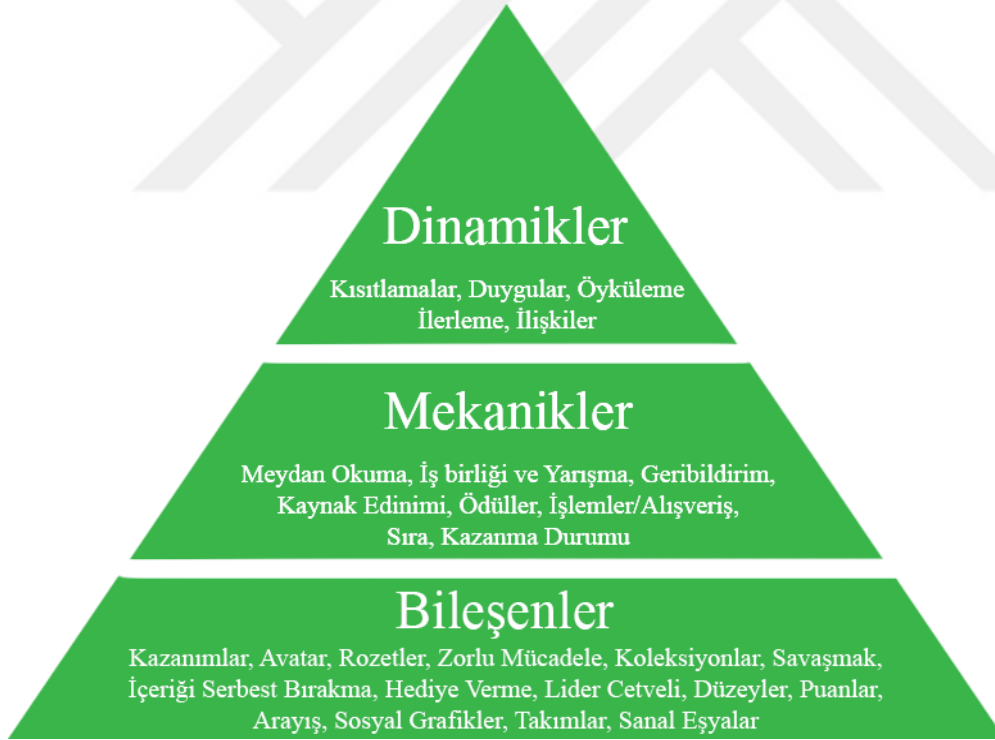 Dinamikler
Kısıtlamalar, Duygular, Öyküleme
İlerleme, İlişkiler
Mekanikler
Meydan Okuma, İş birliği ve Yarışma, Geribildirim,
Kaynak Edinimi, Ödüller, İşlemler/Alışveriş,
Sıra, Kazanma Durumu
Bileşenler
Kazanımlar, Avatar, Rozetler, Zorlu Mücadele, Koleksiyonlar, Savaşmak,
İçeriği Serbest Bırakma, Hediye Verme, Lider Cetveli, Düzeyler, Puanlar,
Arayış, Sosyal Grafikler, Takımlar, Sanal Eşyalar